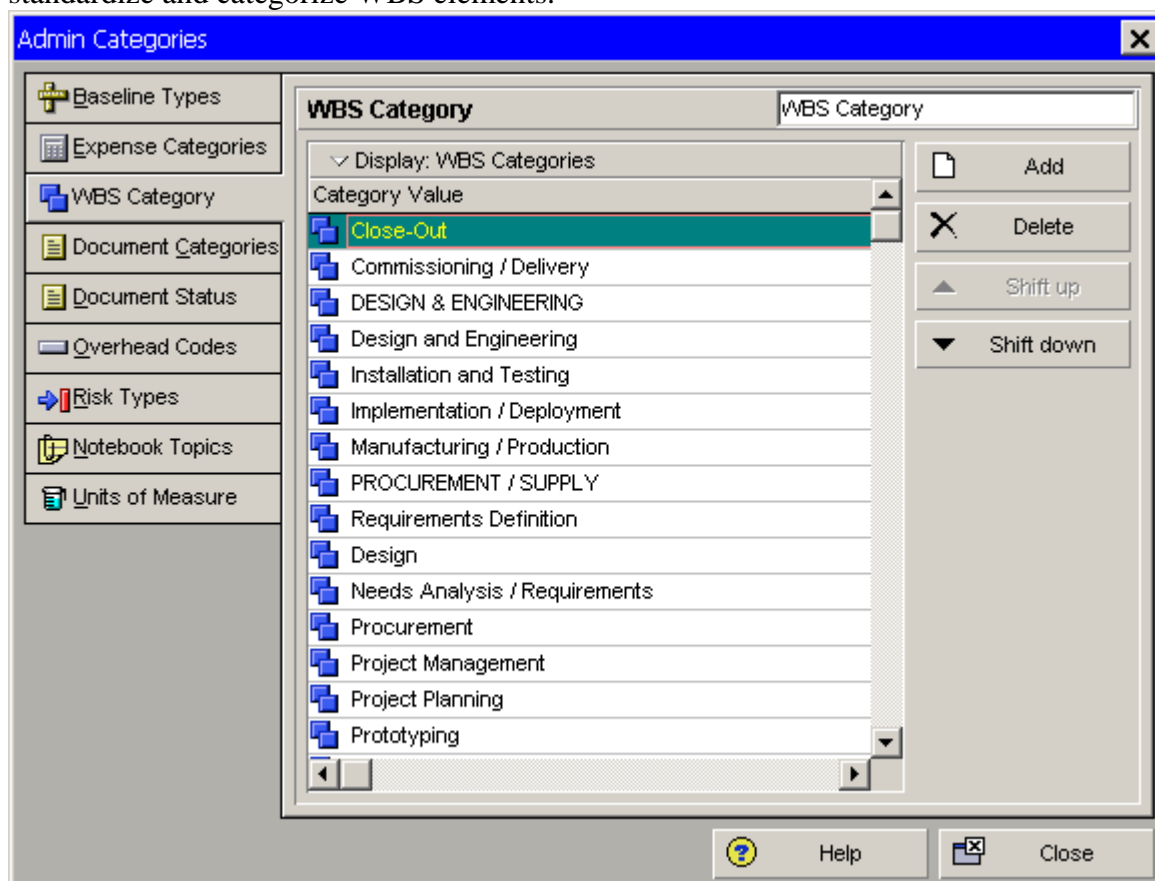 standardize and categorize WBS elements.
Admin Categories
Baseline Types
Expense Categories
WBS Category
Document Categories
Document Status
Overhead Codes
Risk Types
Notebook Topics
Units of Measure
WBS Category
WBS Category
Display: WBS Categories
Category Value
Close-Out
Commissioning / Delivery
DESIGN & ENGINEERING
Design and Engineering
Installation and Testing
Implementation / Deployment
Manufacturing / Production
PROCUREMENT / SUPPLY
Requirements Definition
Design
Needs Analysis / Requirements
Procurement
Project Management
Project Planning
Prototyping
Add
Delete
Shift up
Shift down
Help
Close